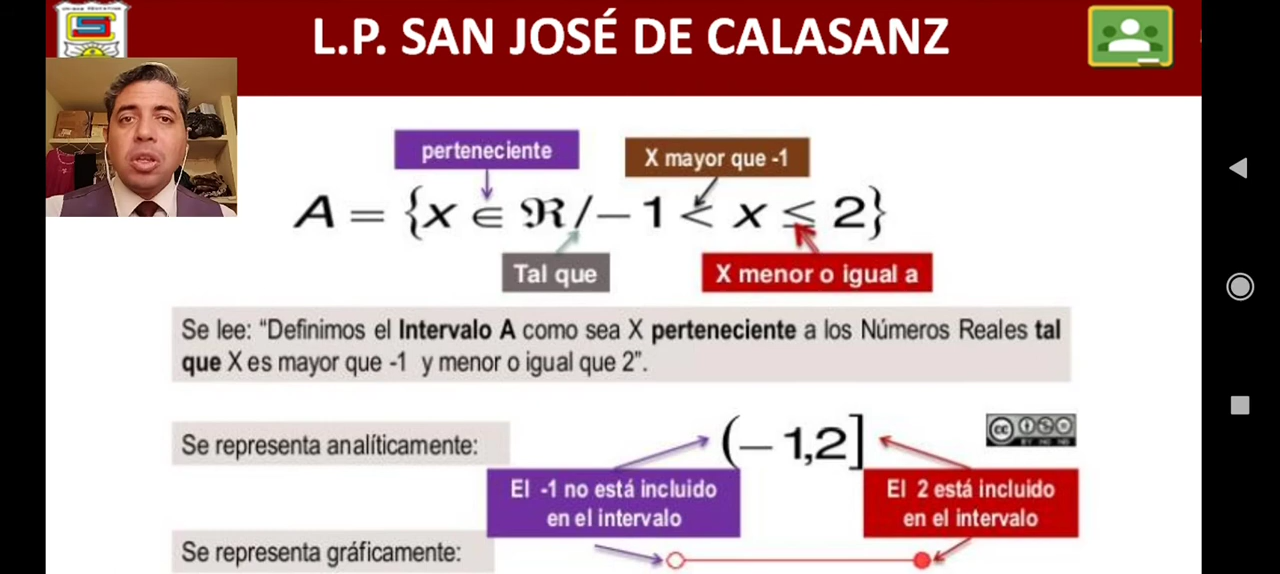 L.P. SAN JOSÉ DE CALASANZ
perteneciente
X mayor que -1
A = {x ∈ ℜ/−1 < x ≤ 2}
Tal que
X menor o igual a
Se lee: “Definimos el Intervalo A como sea X perteneciente a los Números Reales tal
que X es mayor que -1 y menor o igual que 2”.
Se representa analíticamente:
(−1,2]
cc
El -1 no está incluido
en el intervalo
El 2 está incluido
en el intervalo
Se representa gráficamente: